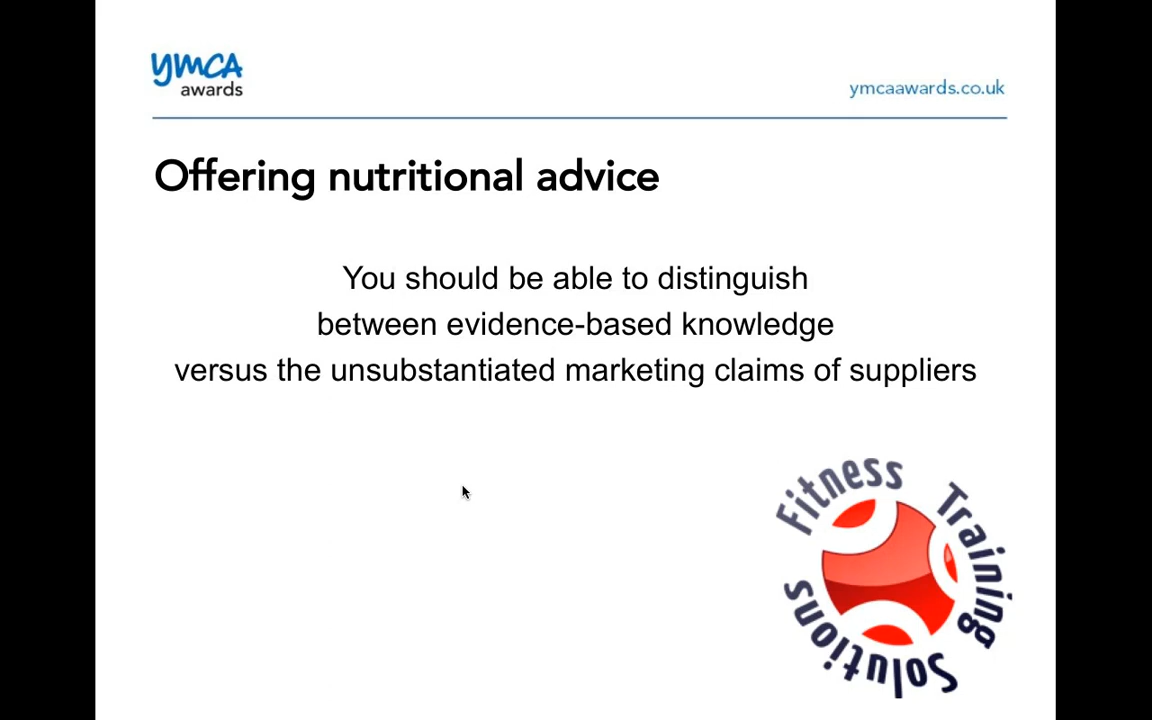 ymca
awards
ymcaawards.co.uk
Offering nutritional advice
You should be able to distinguish
between evidence-based knowledge
versus the unsubstantiated marketing claims of suppliers
Fitness Training Solutions